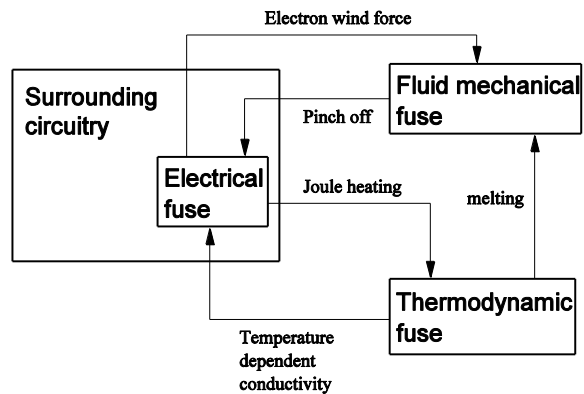 Electron wind force
Surrounding
circuitry
Fluid mechanical
fuse
Pinch off
Electrical
fuse
Joule heating
melting
Thermodynamic
fuse
Temperature
dependent
conductivity